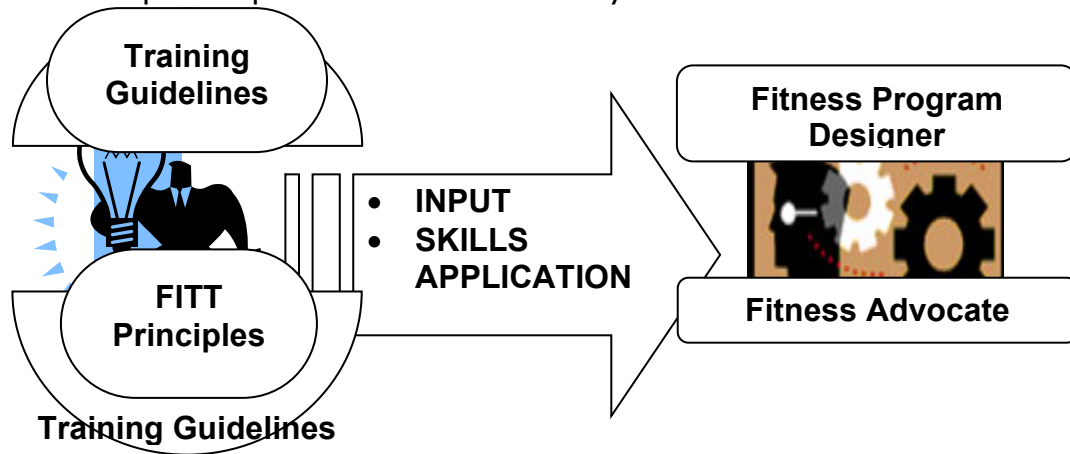 Training
Guidelines
FITT
Principles
Training Guidelines
• INPUT
• SKILLS
APPLICATION
Fitness Program
Designer
Fitness Advocate